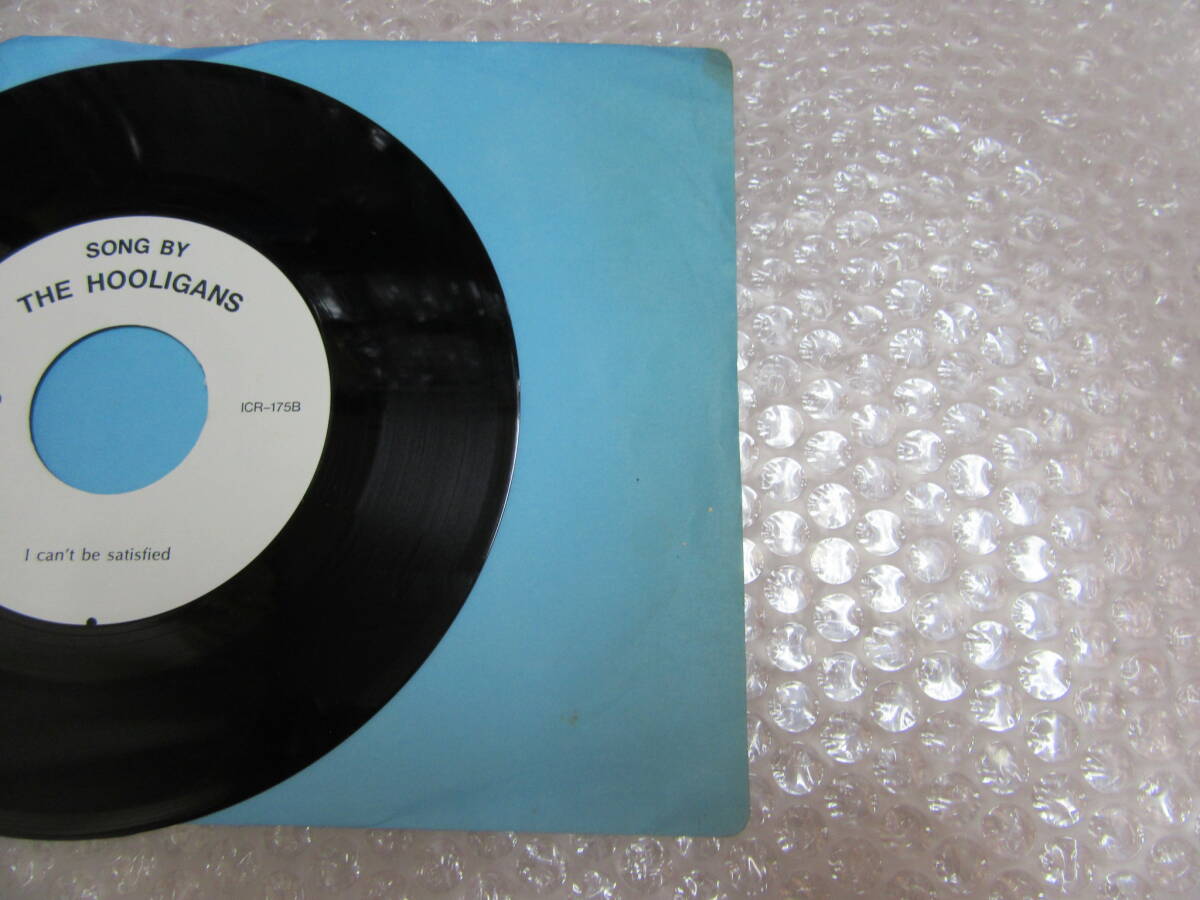 SONG BY
THE HOOLIGANS
ICR-175B
I can't be satisfied